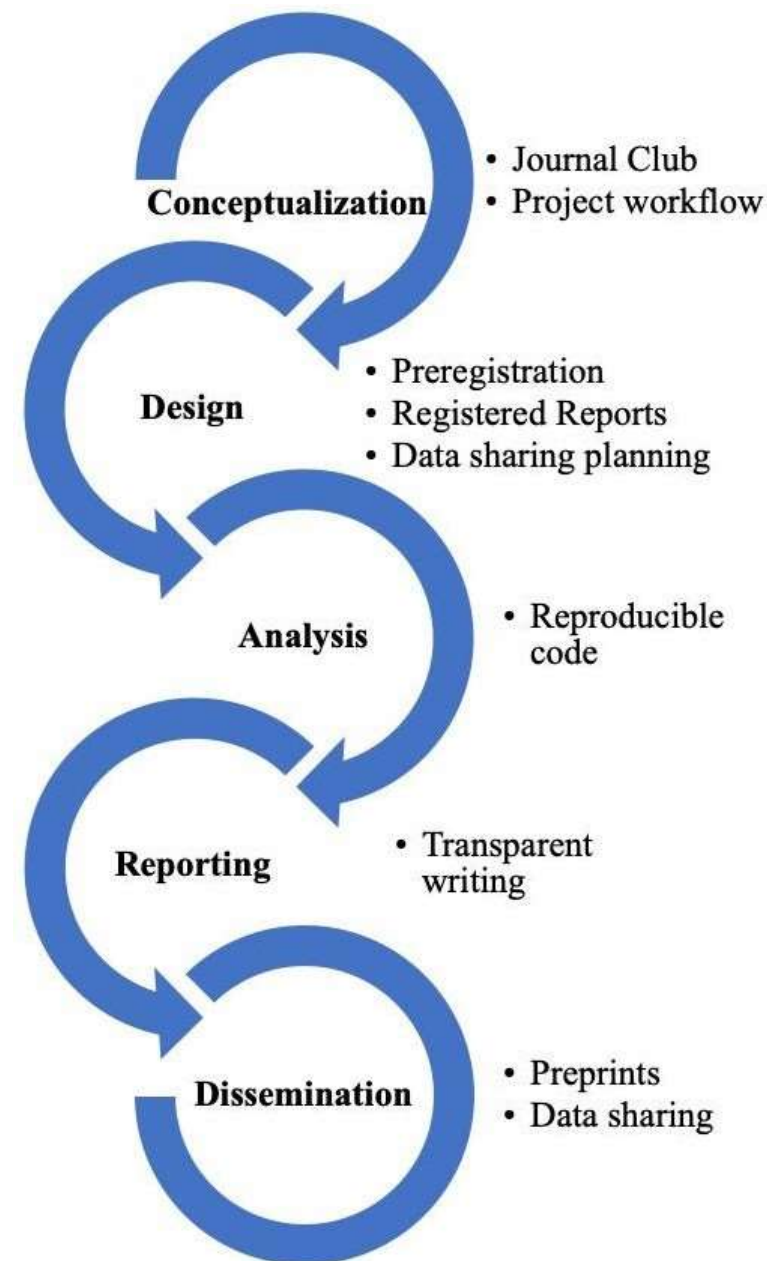 • Journal Club
Conceptualization
• Project workflow
• Preregistration
Design
• Registered Reports
• Data sharing planning
Analysis
• Reproducible
code
Reporting
• Transparent
writing
Dissemination
• Preprints
• Data sharing